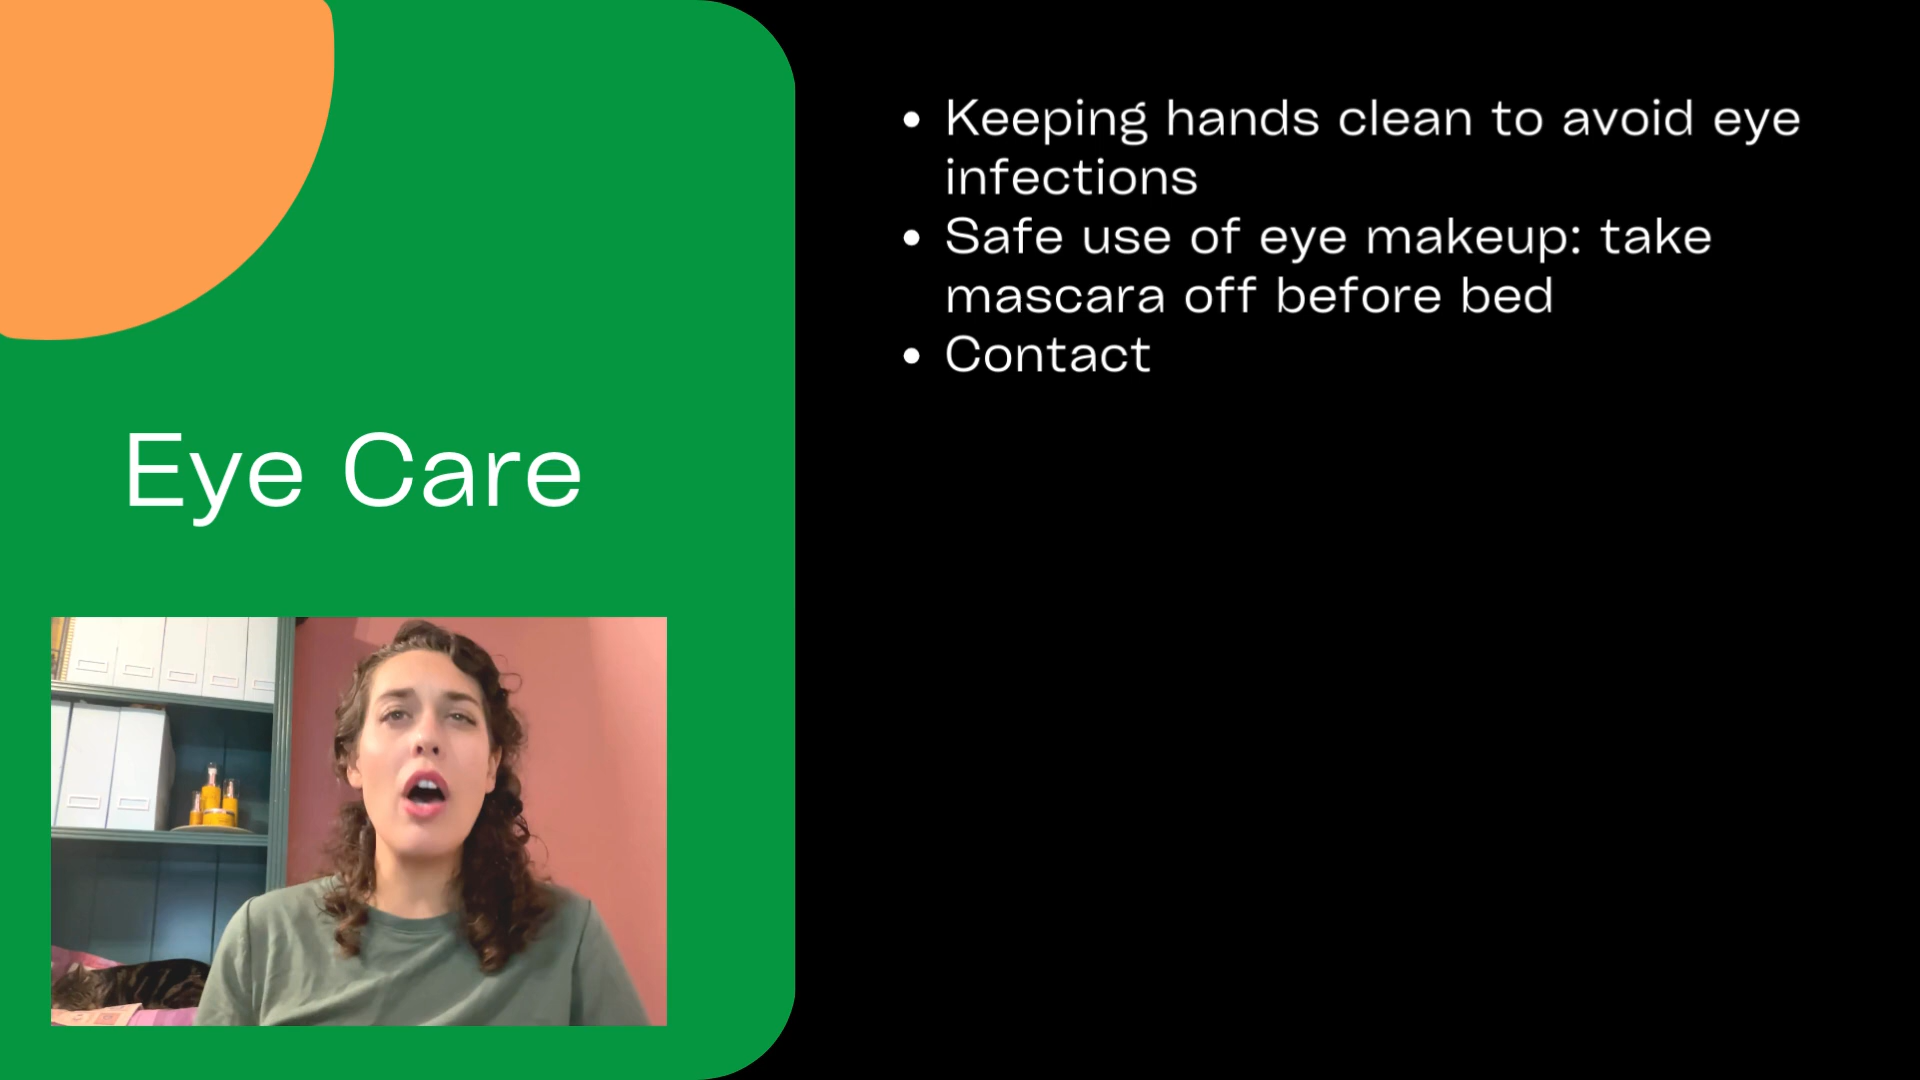 Eye Care
Keeping hands clean to avoid eye
infections
Safe use of eye makeup: take
mascara off before bed
Contact